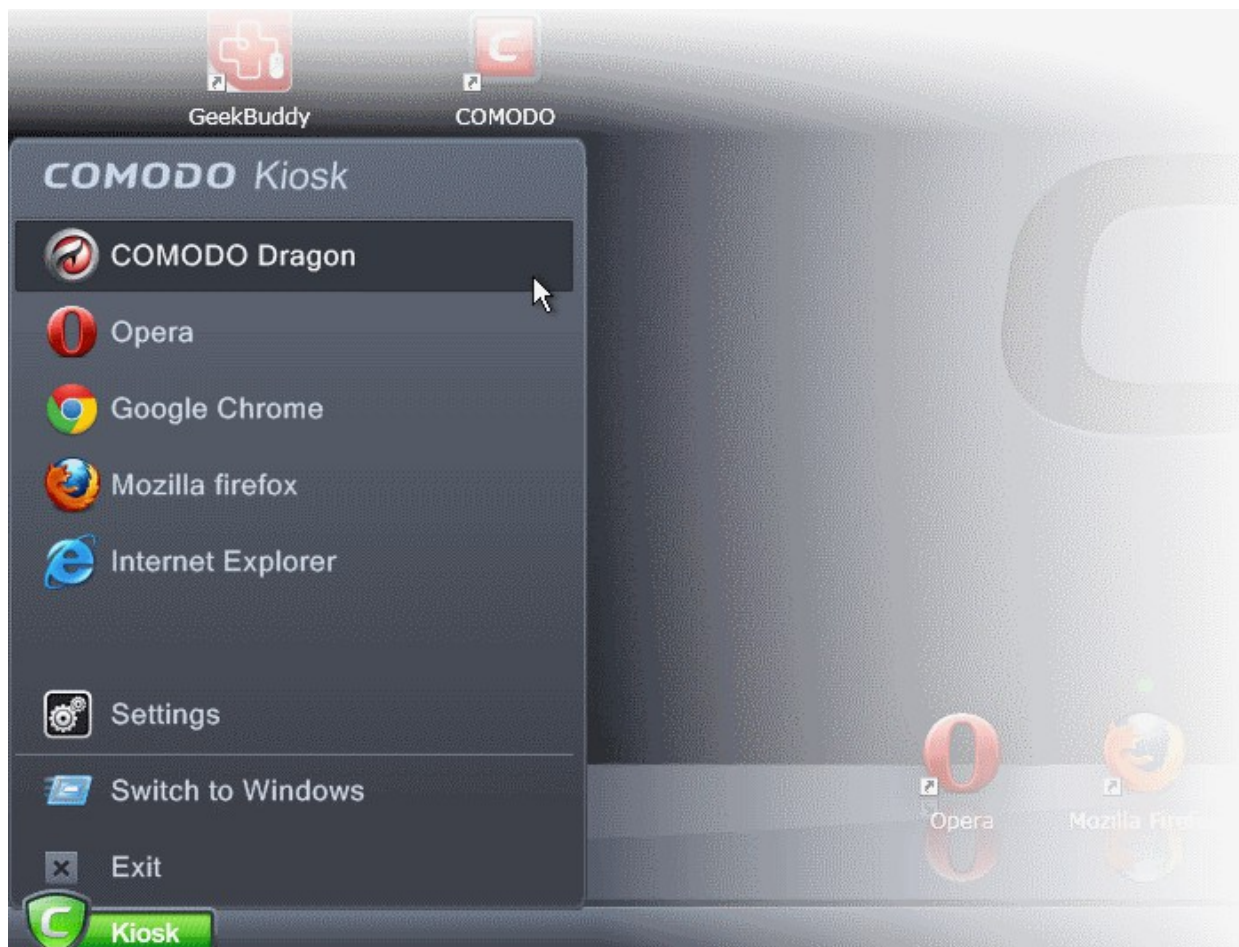 GeekBuddy COMODO
COMODO Kiosk
COMODO Dragon
Opera
Google Chrome
Mozilla firefox
Internet Explorer
Settings
Switch to Windows
Exit
Kiosk
Opera
Mozilla